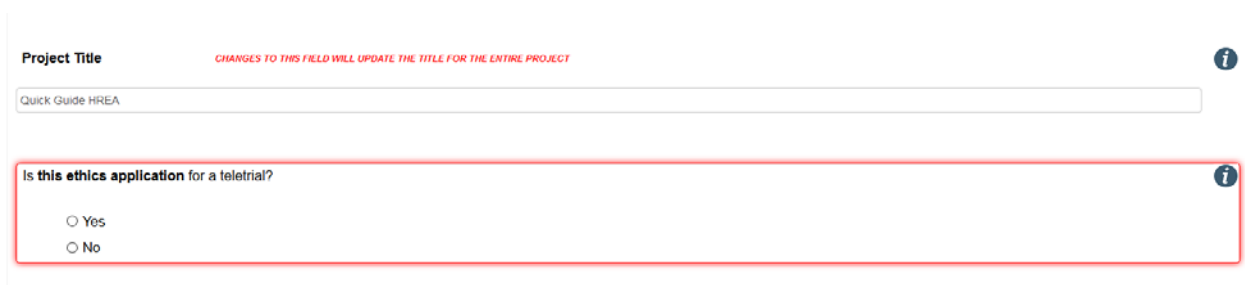 Project Title CHANGES TO THIS FIELD WILL UPDATE THE TITLE FOR THE ENTIRE PROJECT i
Quick Guide HREA
Is this ethics application for a teletrial? i
Yes
No